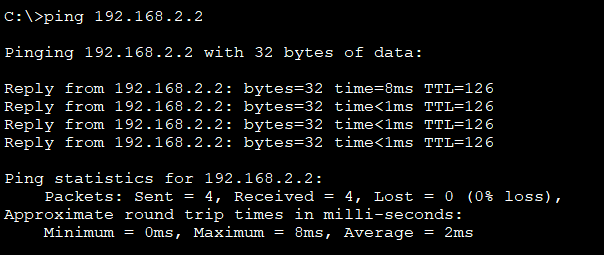 C:\>ping 192.168.2.2
Pinging 192.168.2.2 with 32 bytes of data:
Reply from 192.168.2.2: bytes=32 time=8ms TTL=126
Reply from 192.168.2.2: bytes=32 time<1ms TTL=126
Reply from 192.168.2.2: bytes=32 time<1ms TTL=126
Reply from 192.168.2.2: bytes=32 time<1ms TTL=126
Ping statistics for 192.168.2.2:
    Packets: Sent = 4, Received = 4, Lost = 0 (0% loss),
Approximate round trip times in milli-seconds:
    Minimum = 0ms, Maximum = 8ms, Average = 2ms